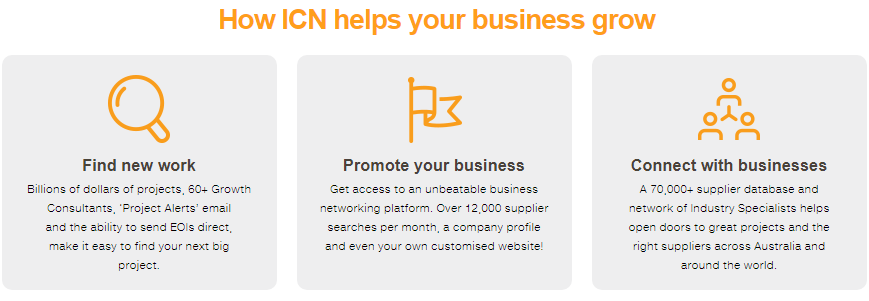 How ICN helps your business grow
Find new work
Billions of dollars of projects, 60+ Growth
Consultants, 'Project Alerts' email
and the ability to send EOIs direct,
make it easy to find your next big
project.
Promote your business
Get access to an unbeatable business
networking platform. Over 12,000 supplier
searches per month, a company profile
and even your own customised website!
Connect with businesses
A 70,000+ supplier database and
network of Industry Specialists helps
open doors to great projects and the
right suppliers across Australia and
around the world.